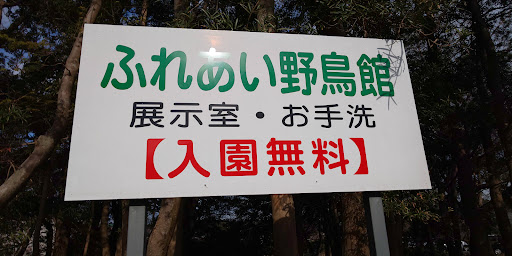 ふれあい野鳥館
展示室・お手洗
【入園無料】